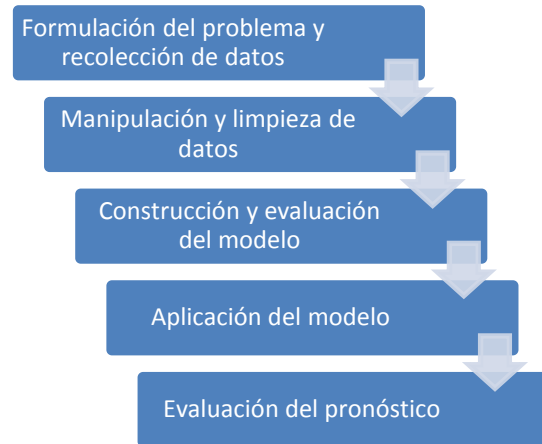 Formulación del problema y
recolección de datos
Manipulación y limpieza de
datos
Construcción y evaluación
del modelo
Aplicación del modelo
Evaluación del pronóstico